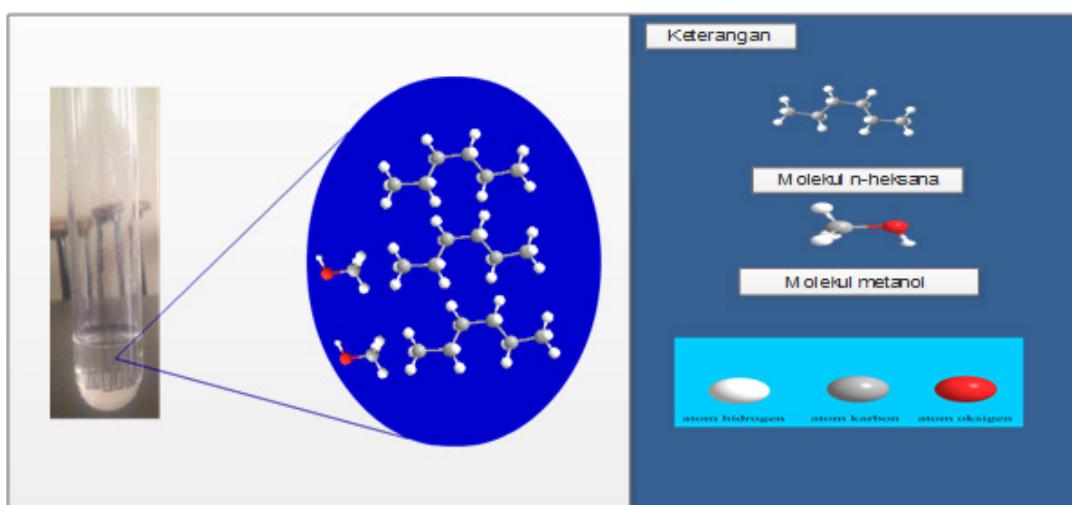 Keterangan
Molekul n-heksana
Molekul metanol
atom hidrogen
atom karbon
atom oksigen